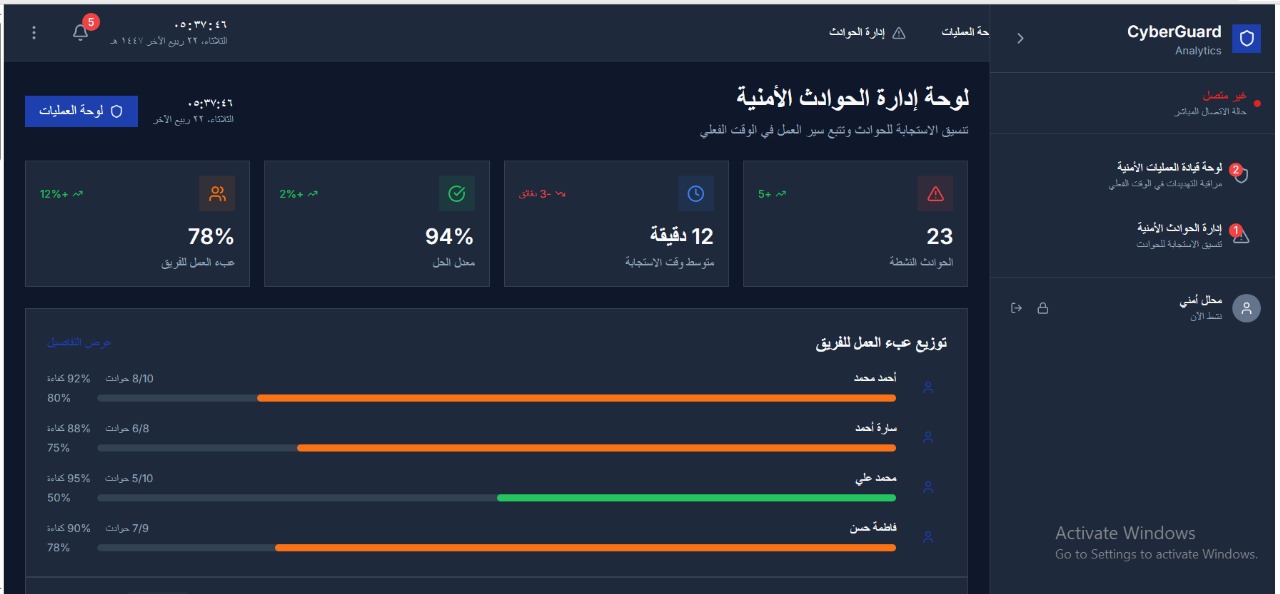 CyberGuard
Analytics
غير متصل
حالة الاتصال المباشر
2
لوحة قيادة العمليات الأمنية
مراقبة التهديدات في الوقت الفعلي
1
إدارة الحوادث الأمنية
تنسيق الاستجابة للحوادث
محلل أمني
نشط الآن
حة العمليات
إدارة الحوادث
٠٥:٣٧:٤٦
الثلاثاء، ٢٢ ربيع الآخر ١٤٤٧ هـ
5
لوحة إدارة الحوادث الأمنية
تنسيق الاستجابة للحوادث وتتبع سير العمل في الوقت الفعلي
٠٥:٣٧:٤٦
الثلاثاء، ٢٢ ربيع الآخر
لوحة العمليات
+5
23
الحوادث النشطة
-3 دقائق
12 دقيقة
متوسط وقت الاستجابة
+2%
94%
معدل الحل
+12%
78%
عبء العمل للفريق
توزيع عبء العمل للفريق
عرض التفاصيل
أحمد محمد
8/10 حوادث
92% كفاءة
80%
سارة أحمد
6/8 حوادث
88% كفاءة
75%
محمد علي
5/10 حوادث
95% كفاءة
50%
فاطمة حسن
7/9 حوادث
90% كفاءة
78%
Activate Windows
Go to Settings to activate Windows.